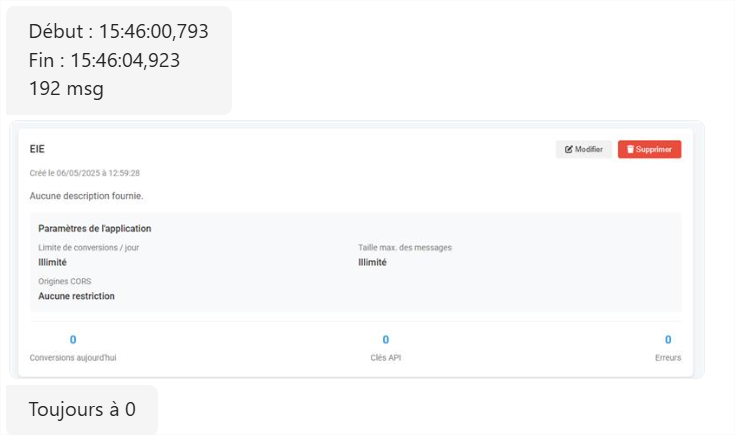 Début : 15:46:00,793
Fin : 15:46:04,923
192 msg
EIE
Modifier
Supprimer
Créé le 06/05/2025 à 12:59:28
Aucune description fournie.
Paramètres de l'application
Limite de conversions / jour
Taille max. des messages
Illimité
Illimité
Origines CORS
Aucune restriction
0
0
0
Conversions aujourd'hui
Clés API
Erreurs
Toujours à 0